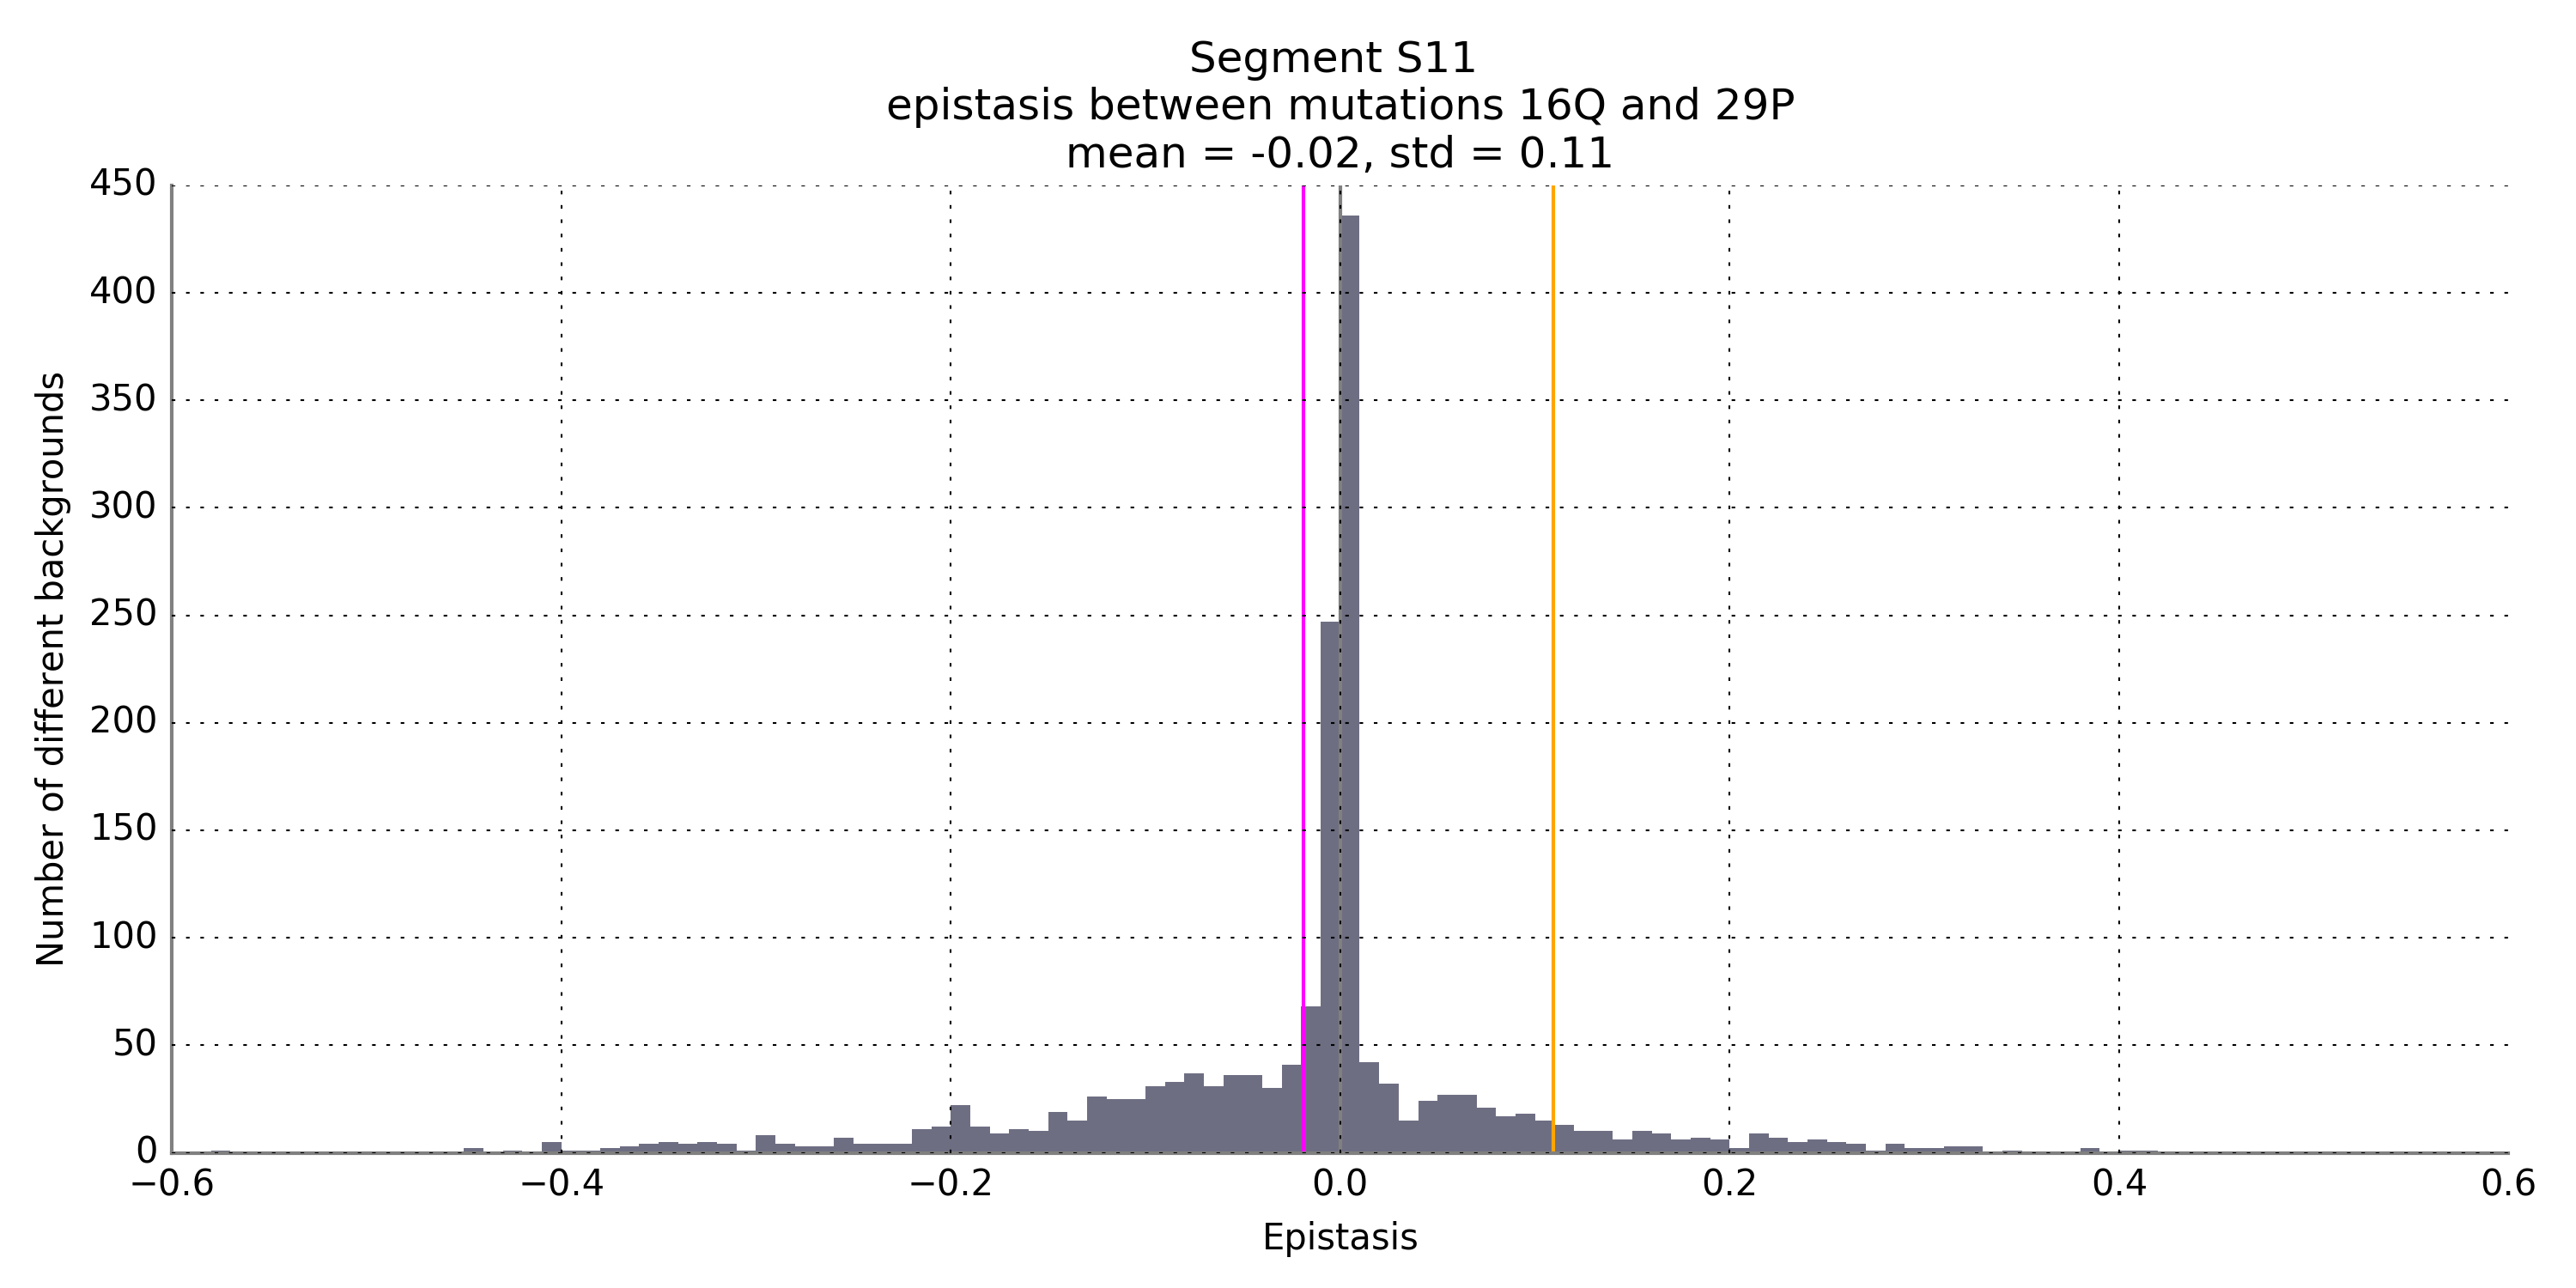 Segment S11
epistasis between mutations 16Q and 29P
mean = -0.02, std = 0.11
450
400
350
300
250
200
150
100
50
0
Number of different backgrounds
−0.6 −0.4 −0.2 0.0 0.2 0.4 0.6
Epistasis